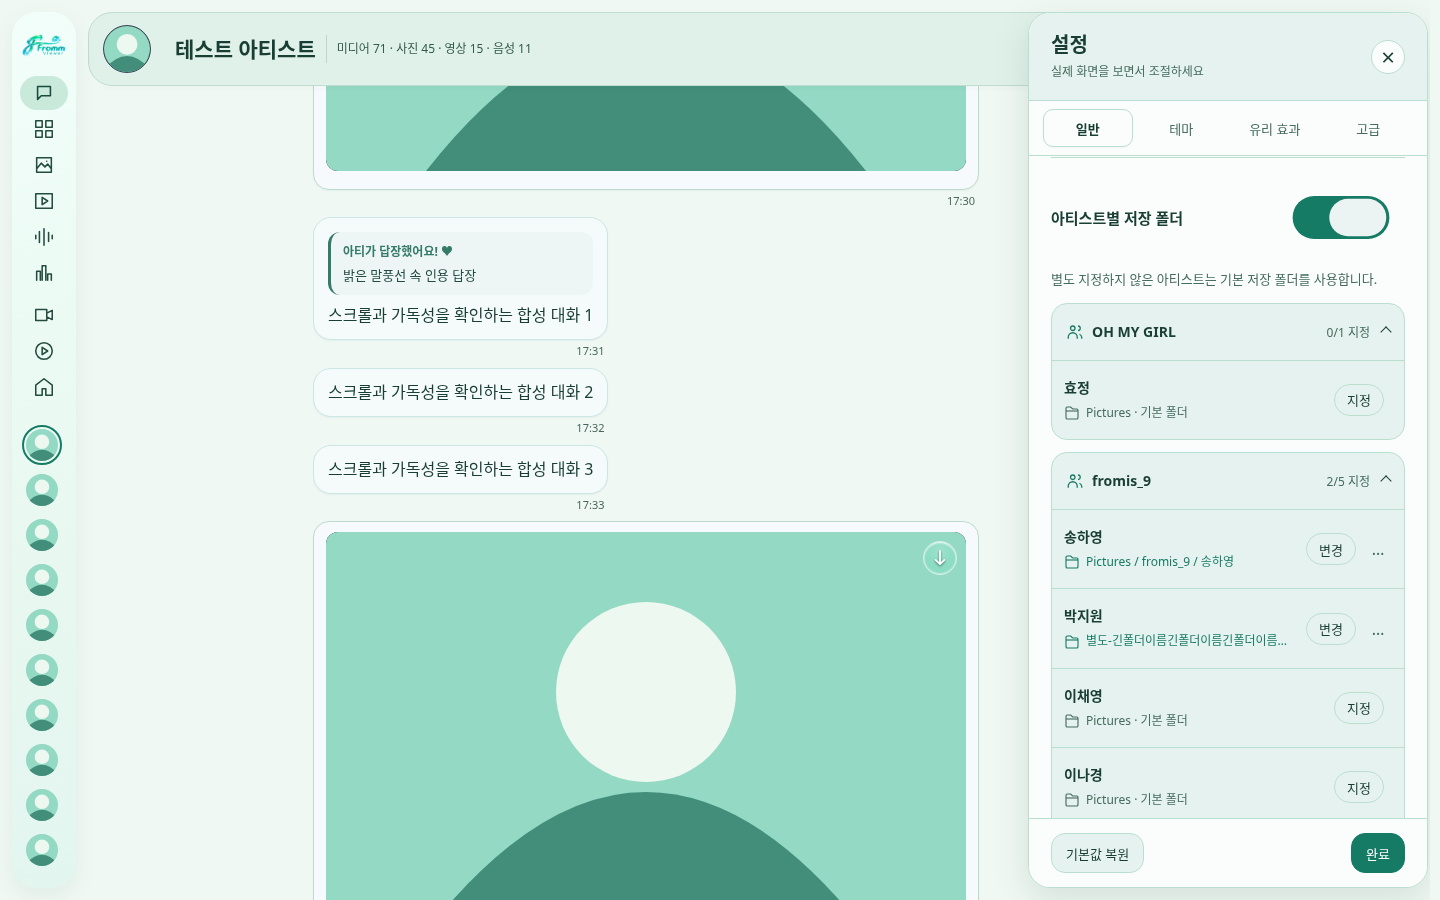 Fromm
Viewer
테스트 아티스트
미디어 71 · 사진 45 · 영상 15 · 음성 11
17:30
아티가 답장했어요! ♥
밝은 말풍선 속 인용 답장
스크롤과 가독성을 확인하는 합성 대화 1
17:31
스크롤과 가독성을 확인하는 합성 대화 2
17:32
스크롤과 가독성을 확인하는 합성 대화 3
17:33
설정
실제 화면을 보면서 조절하세요
일반 테마 유리 효과 고급
아티스트별 저장 폴더
별도 지정하지 않은 아티스트는 기본 저장 폴더를 사용합니다.
OH MY GIRL 0/1 지정
효정
Pictures · 기본 폴더
지정
fromis_9 2/5 지정
송하영
Pictures / fromis_9 / 송하영
변경 ...
박지원
별도-긴폴더이름긴폴더이름긴폴더이름...
변경 ...
이채영
Pictures · 기본 폴더
지정
이나경
Pictures · 기본 폴더
지정
기본값 복원 완료